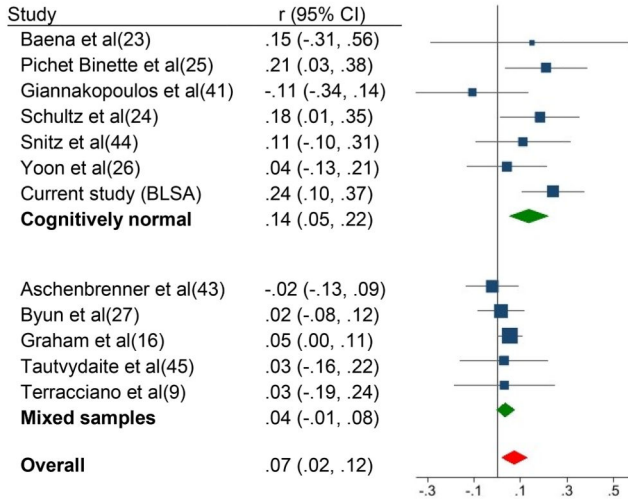 Study r (95% CI)
Baena et al(23) .15 (-.31, .56)
Pichet Binette et al(25) .21 (.03, .38)
Giannakopoulos et al(41) -.11 (-.34, .14)
Schultz et al(24) .18 (.01, .35)
Snitz et al(44) .11 (-.10, .31)
Yoon et al(26) .04 (-.13, .21)
Current study (BLSA) .24 (.10, .37)
Cognitively normal .14 (.05, .22)
Aschenbrenner et al(43) -.02 (-.13, .09)
Byun et al(27) .02 (-.08, .12)
Graham et al(16) .05 (.00, .11)
Tautvydaite et al(45) .03 (-.16, .22)
Terracciano et al(9) .03 (-.19, .24)
Mixed samples .04 (-.01, .08)
Overall .07 (.02, .12)
-.3 -.1 .1 .3 .5